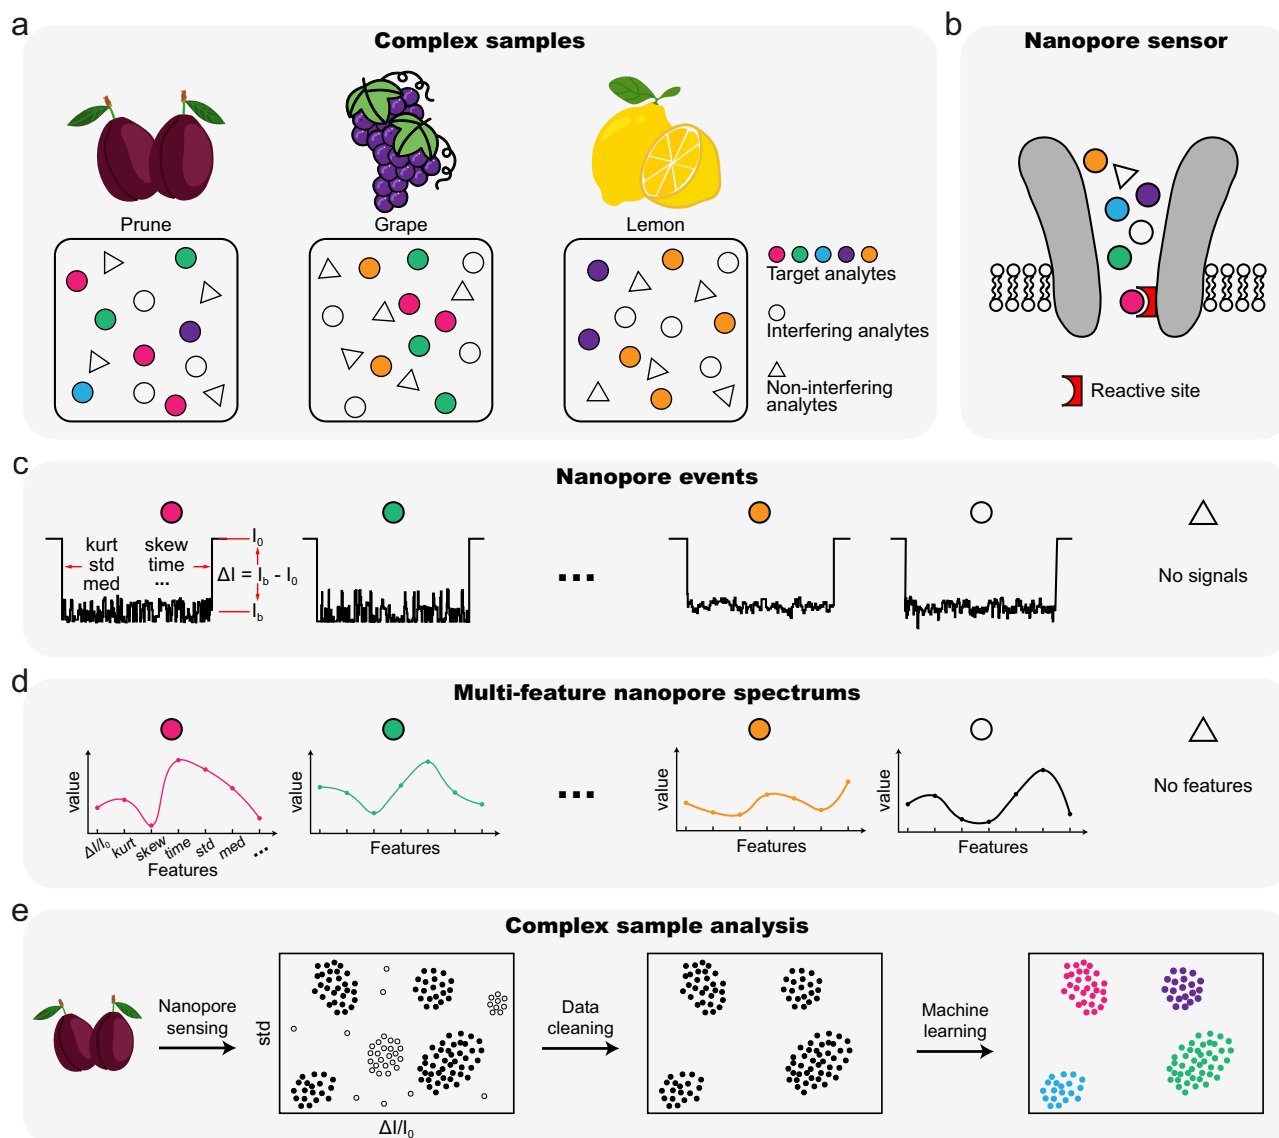 a
Complex samples
Prune
Grape
Lemon
Target analytes
Interfering analytes
Non-interfering
analytes
b
Nanopore sensor
Reactive site
c
Nanopore events
kurt
std
med
skew
time
...
I0
ΔI = Ib - I0
Ib
...
No signals
d
Multi-feature nanopore spectrums
value
ΔI/I0
kurt
skew
time
std
med
...
Features
value
Features
...
value
Features
value
Features
No features
e
Complex sample analysis
Nanopore
sensing
std
ΔI/I0
Data
cleaning
Machine
learning